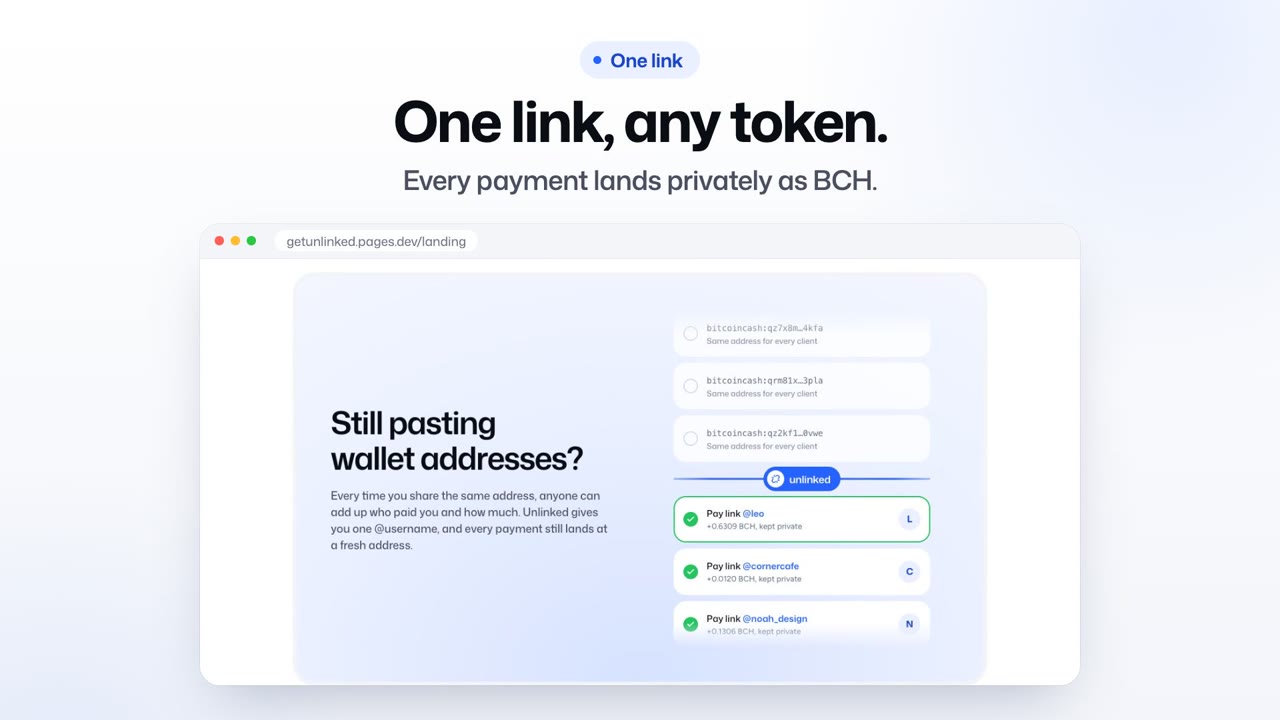 One link
One link, any token.
Every payment lands privately as BCH.
getunlinked.pages.dev/landing
Still pasting
wallet addresses?
Every time you share the same address, anyone can
add up who paid you and how much. Unlinked gives
you one @username, and every payment still lands at
a fresh address.
bitcoincash:qz7x8m…4kfa
Same address for every client
bitcoincash:qrm81x…3pla
Same address for every client
bitcoincash:qz2kf1…0vwe
Same address for every client
unlinked
Pay link @leo
+0.6309 BCH, kept private
L
Pay link @cornercafe
+0.0120 BCH, kept private
C
Pay link @noah_design
+0.1306 BCH, kept private
N